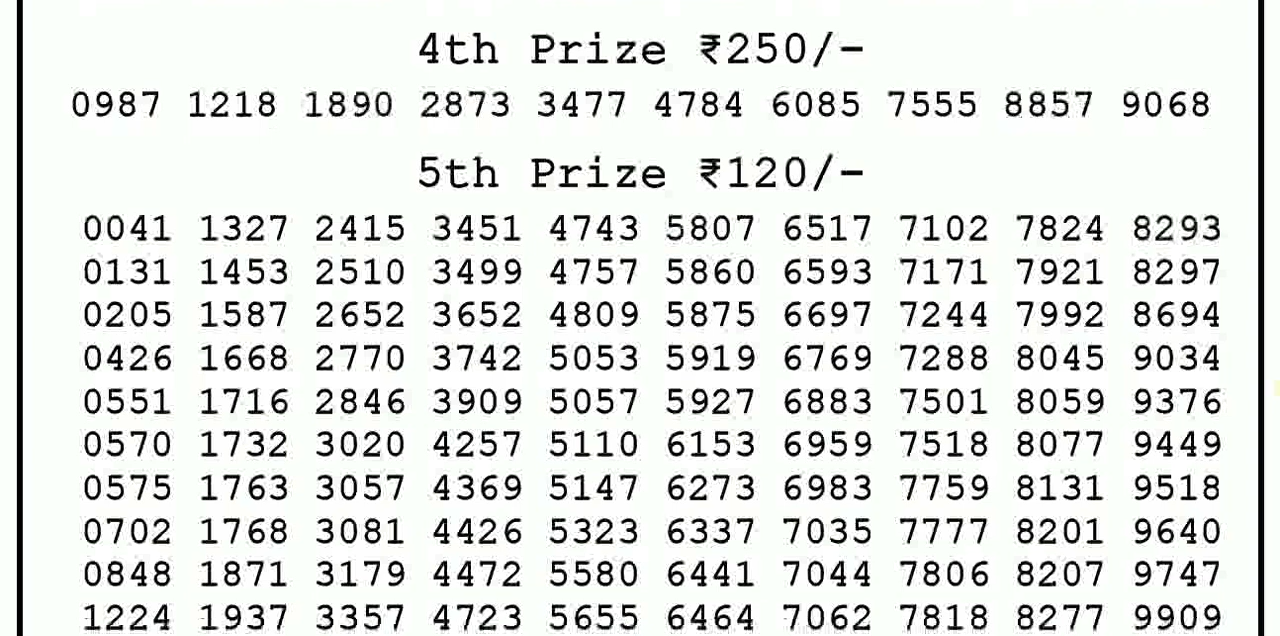 4th Prize ₹250/-
0987 1218 1890 2873 3477 4784 6085 7555 8857 9068
5th Prize ₹120/-
0041 1327 2415 3451 4743 5807 6517 7102 7824 8293
0131 1453 2510 3499 4757 5860 6593 7171 7921 8297
0205 1587 2652 3652 4809 5875 6697 7244 7992 8694
0426 1668 2770 3742 5053 5919 6769 7288 8045 9034
0551 1716 2846 3909 5057 5927 6883 7501 8059 9376
0570 1732 3020 4257 5110 6153 6959 7518 8077 9449
0575 1763 3057 4369 5147 6273 6983 7759 8131 9518
0702 1768 3081 4426 5323 6337 7035 7777 8201 9640
0848 1871 3179 4472 5580 6441 7044 7806 8207 9747
1224 1937 3357 4723 5655 6464 7062 7818 8277 9909